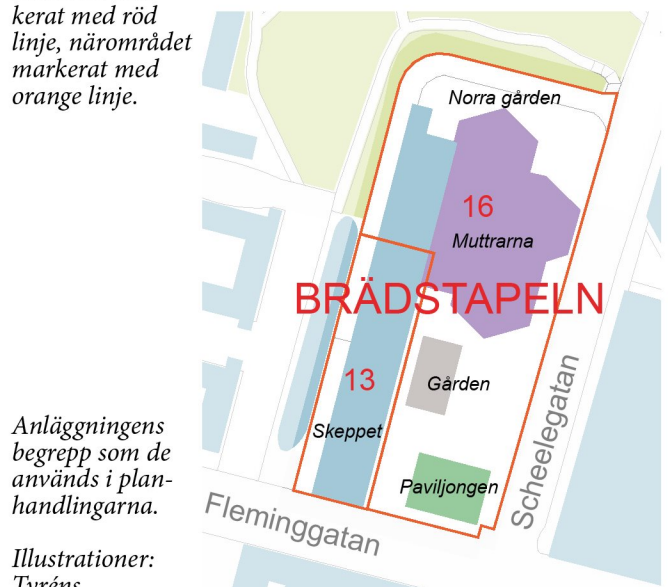 kerat med röd
linje, närområdet
markerat med
orange linje.
Norra gården
16
Muttrarna
BRÄDSTAPELN
13
Gården
Skeppet
Paviljongen
Scheelegatan
Fleminggatan
Anläggningens
begrepp som de
används i plan-
handlingarna.
Illustrationer:
Tyréns